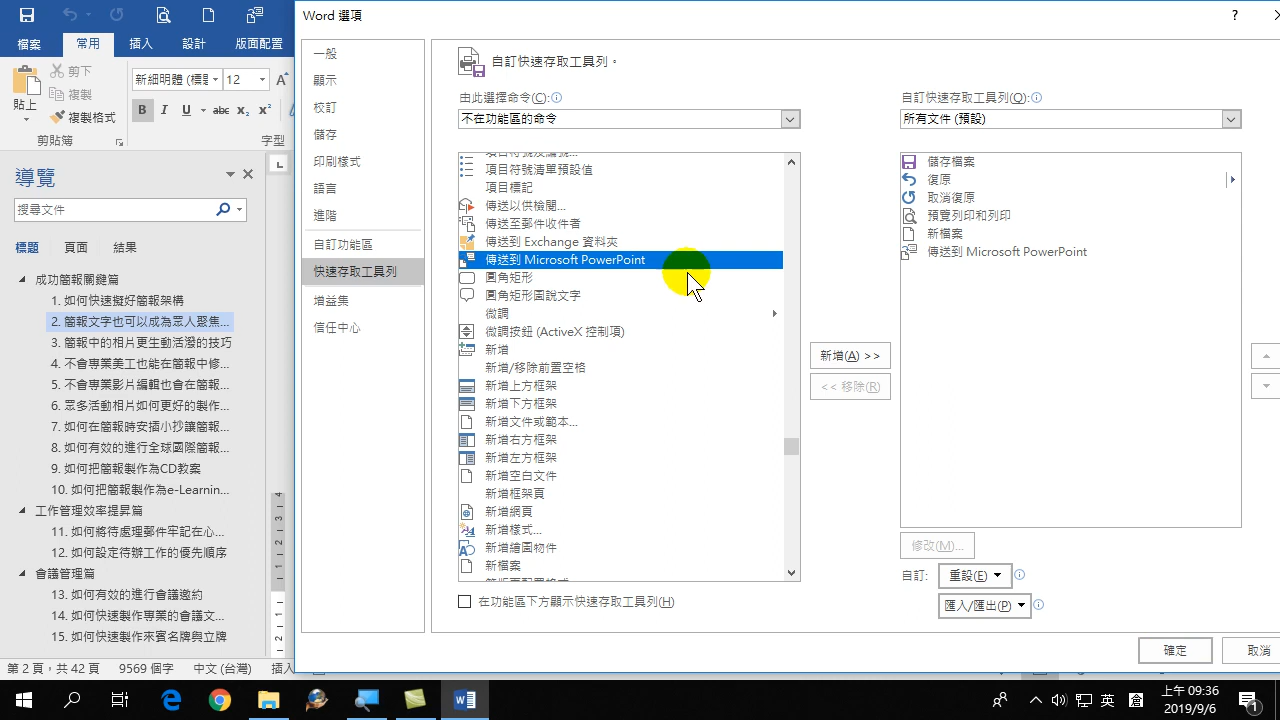 Word 選項
?
檔案
常用
插入
設計
版面配置
貼上
剪下
複製
複製格式
剪貼簿
新細明體 (標
12
A
B I U abc x₂ x²
字型
導覽
搜尋文件
標題
頁面
結果
成功簡報關鍵篇
1. 如何快速擬好簡報架構
2. 簡報文字也可以成為眾人聚焦...
3. 簡報中的相片更生動活潑的技巧
4. 不會專業美工也能在簡報中修...
5. 不會專業影片編輯也會在簡報...
6. 眾多活動相片如何更好的製作...
7. 如何在簡報時安插小抄讓簡報...
8. 如何有效的進行全球國際簡報...
9. 如何把簡報製作為CD教案
10. 如何把簡報製作為e-Learnin...
工作管理效率提昇篇
11. 如何將待處理郵件牢記在心...
12. 如何設定待辦工作的優先順序
會議管理篇
13. 如何有效的進行會議邀約
14. 如何快速製作專業的會議文...
15. 如何快速製作來賓名牌與立牌
L
4
3
2
1
1
2
第 2 頁，共 42 頁
9569 個字
中文 (台灣)
插入
一般
顯示
校訂
儲存
印刷樣式
語言
進階
自訂功能區
快速存取工具列
增益集
信任中心
自訂快速存取工具列。
由此選擇命令(C):
不在功能區的命令
項目符號及編號...
項目符號清單預設值
項目標記
傳送以供檢閱...
傳送至郵件收件者
傳送到 Exchange 資料夾
傳送到 Microsoft PowerPoint
圓角矩形
圓角矩形圖說文字
微調
微調按鈕 (ActiveX 控制項)
新增
新增/移除前置空格
新增上方框架
新增下方框架
新增文件或範本...
新增右方框架
新增左方框架
新增空白文件
新增框架頁
新增網頁
新增樣式...
新增繪圖物件
新檔案
在功能區下方顯示快速存取工具列(H)
新增(A) >>
<< 移除(R)
自訂快速存取工具列(Q):
所有文件 (預設)
儲存檔案
復原
取消復原
預覽列印和列印
新檔案
傳送到 Microsoft PowerPoint
修改(M)...
自訂:
重設(E)
匯入/匯出(P)
確定
取消
英
倉
上午 09:36
2019/9/6
1